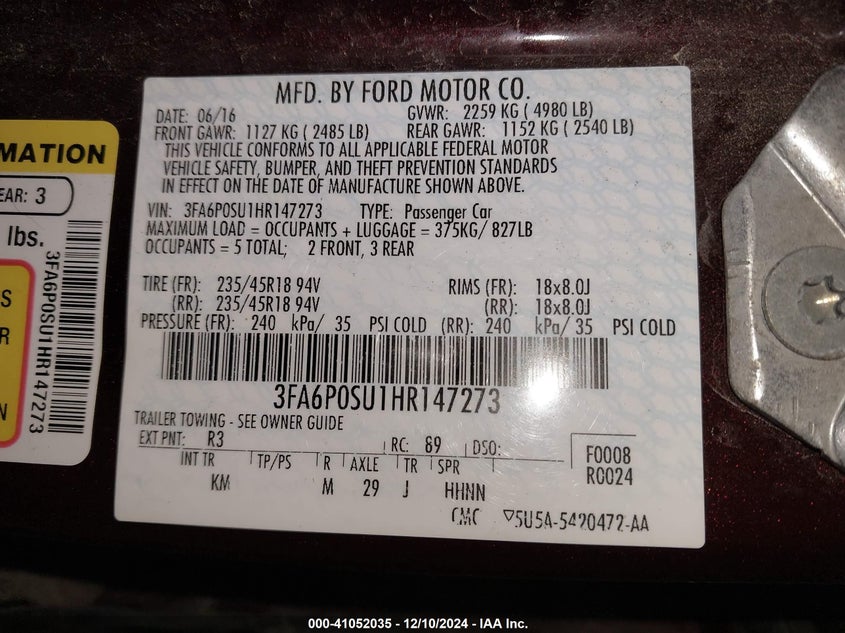 MFD. BY FORD MOTOR CO.
DATE: 06/16 GVWR: 2259 KG ( 4980 LB)
FRONT GAWR: 1127 KG ( 2485 LB) REAR GAWR: 1152 KG ( 2540 LB)
THIS VEHICLE CONFORMS TO ALL APPLICABLE FEDERAL MOTOR
VEHICLE SAFETY, BUMPER, AND THEFT PREVENTION STANDARDS
IN EFFECT ON THE DATE OF MANUFACTURE SHOWN ABOVE.
VIN: 3FA6P0SU1HR147273 TYPE: Passenger Car
MAXIMUM LOAD = OCCUPANTS + LUGGAGE = 375KG/ 827LB
OCCUPANTS = 5 TOTAL; 2 FRONT, 3 REAR
TIRE (FR): 235/45R18 94V RIMS (FR): 18x8.0J
(RR): 235/45R18 94V (RR): 18x8.0J
PRESSURE (FR): 240 kPa/ 35 PSI COLD (RR): 240 kPa/ 35 PSI COLD
3FA6P0SU1HR147273
TRAILER TOWING - SEE OWNER GUIDE
EXT PNT: R3 RC: 89 DSO:
F0008
R0024
INT TR TP/PS R AXLE TR SPR
KM M 29 J HHNN
CMC ▽5U5A-5420472-AA
MATION
EAR: 3
lbs.
S
R
N
3FA6P0SU1HR147273
000-41052035 - 12/10/2024 - IAA Inc.